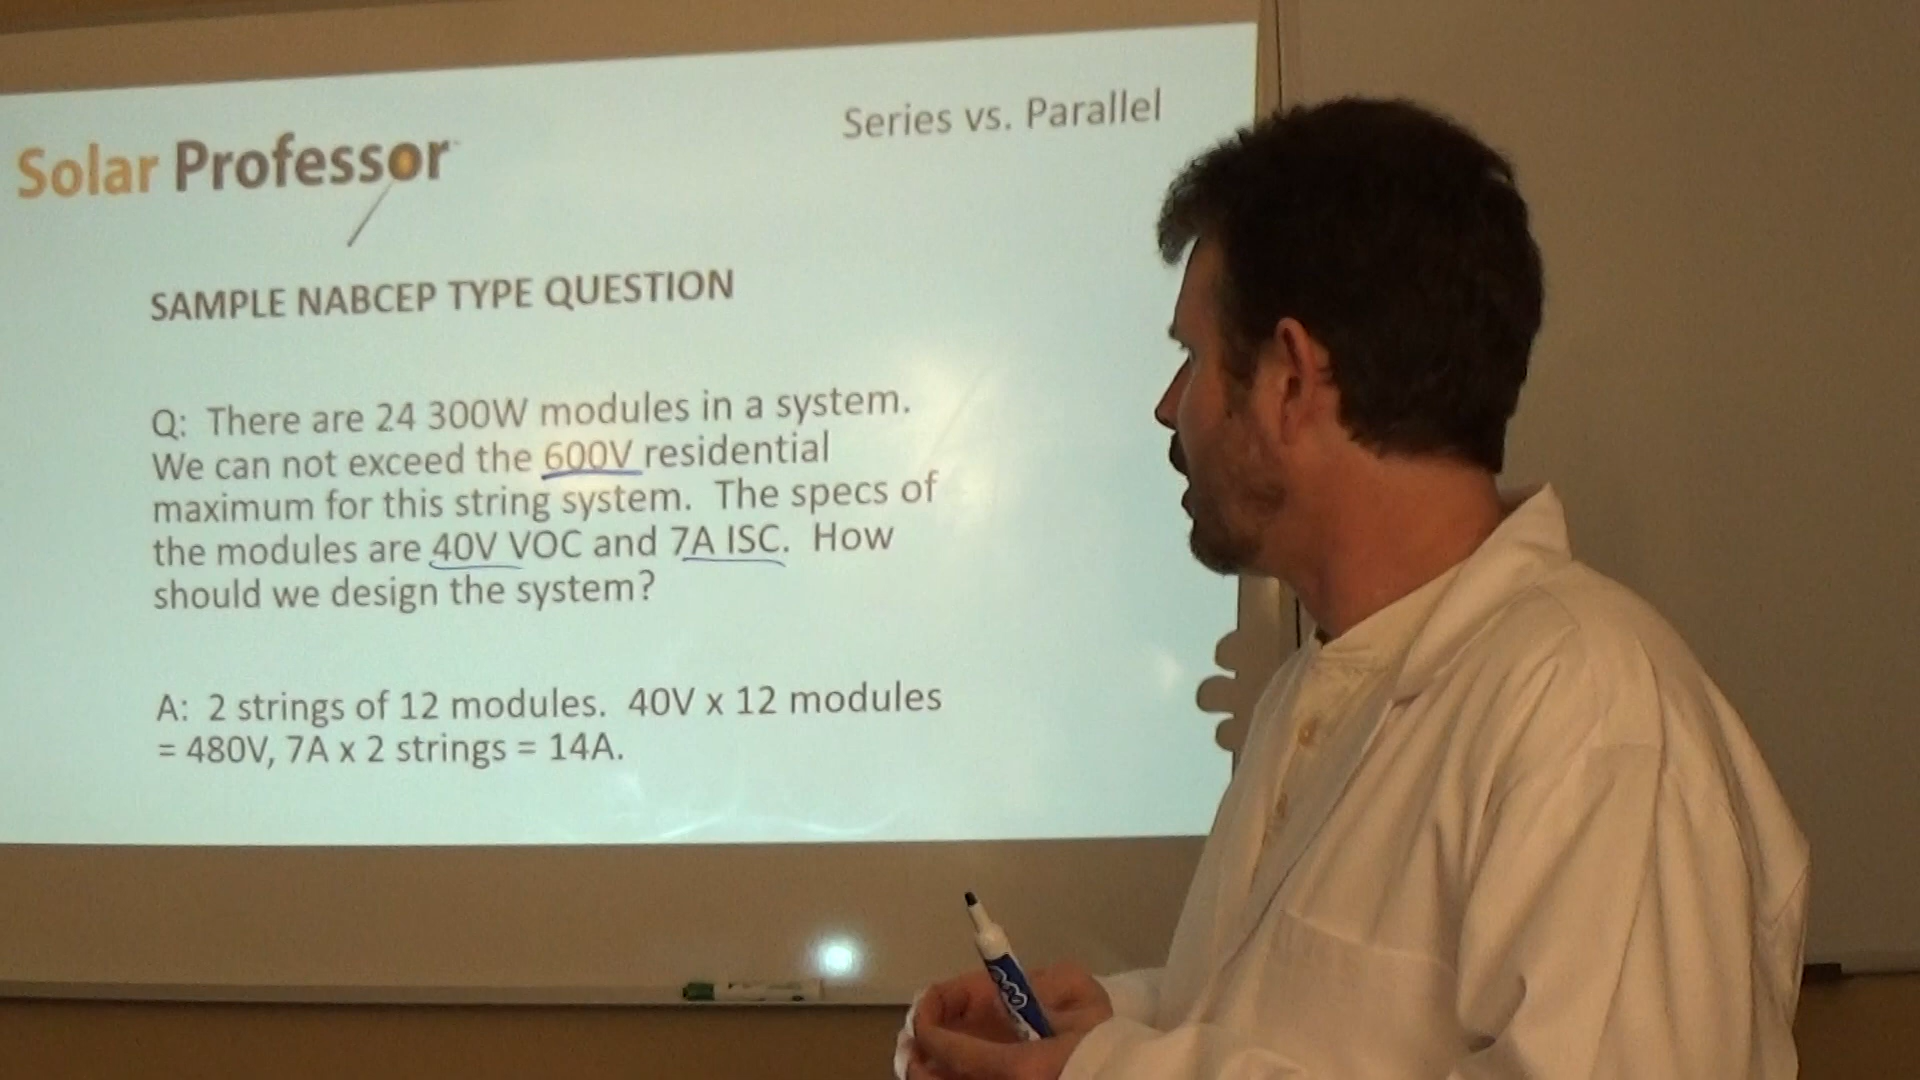 Series vs. Parallel
Solar Professor
SAMPLE NABCEP TYPE QUESTION
Q: There are 24 300W modules in a system.
We can not exceed the 600V residential
maximum for this string system. The specs of
the modules are 40V VOC and 7A ISC. How
should we design the system?
A: 2 strings of 12 modules. 40V x 12 modules
= 480V, 7A x 2 strings = 14A.